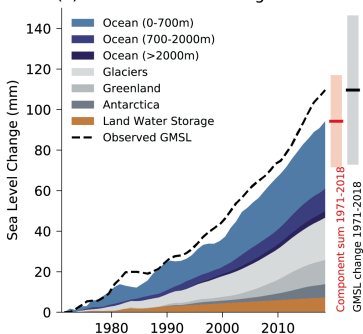 140
120
100
80
60
40
20
0
Sea Level Change (mm)
Ocean (0-700m)
Ocean (700-2000m)
Ocean (>2000m)
Glaciers
Greenland
Antarctica
Land Water Storage
Observed GMSL
1980
1990
2000
2010
Component sum 1971-2018
GMSL change 1971-2018